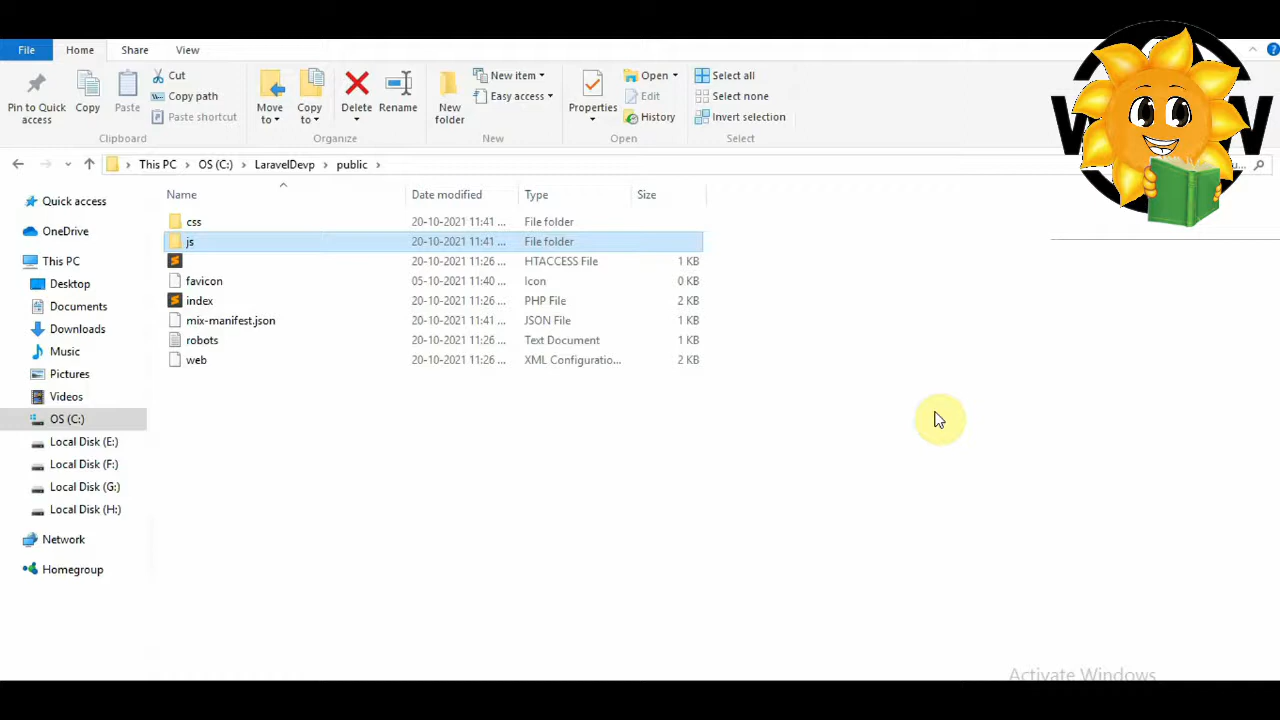 File Home Share View
Pin to Quick access
Copy
Paste
Cut
Copy path
Paste shortcut
Clipboard
Move to
Copy to
Delete
Rename
Organize
New folder
New item
Easy access
New
Properties
Open
Edit
History
Open
Select all
Select none
Invert selection
Select
This PC > OS (C:) > LaravelDevp > public >
Name Date modified Type Size
css 20-10-2021 11:41 ... File folder
js 20-10-2021 11:41 ... File folder
20-10-2021 11:26 ... HTACCESS File 1 KB
favicon 05-10-2021 11:40 ... Icon 0 KB
index 20-10-2021 11:26 ... PHP File 2 KB
mix-manifest.json 20-10-2021 11:41 ... JSON File 1 KB
robots 20-10-2021 11:26 ... Text Document 1 KB
web 20-10-2021 11:26 ... XML Configuratio... 2 KB
Quick access
OneDrive
This PC
Desktop
Documents
Downloads
Music
Pictures
Videos
OS (C:)
Local Disk (E:)
Local Disk (F:)
Local Disk (G:)
Local Disk (H:)
Network
Homegroup
Activate Windows